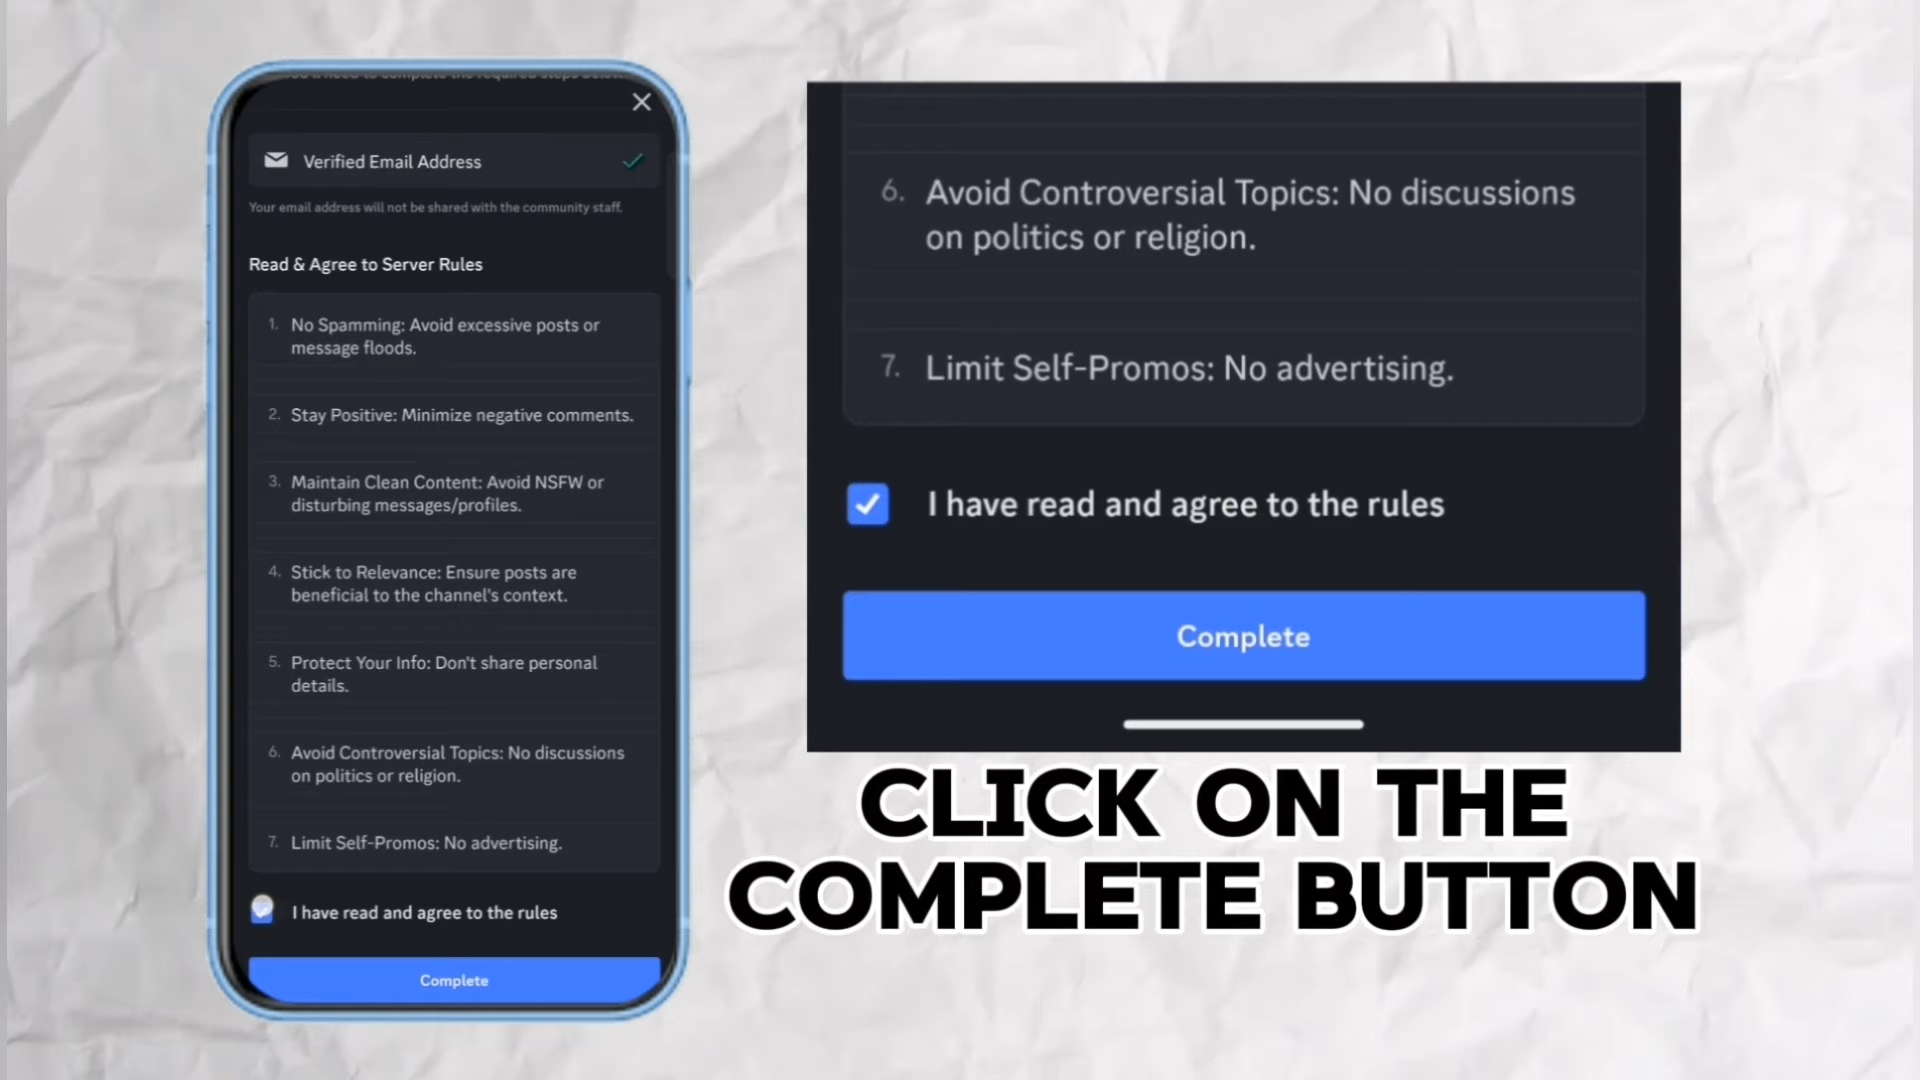 Verified Email Address
Your email address will not be shared with the community staff.
Read & Agree to Server Rules
1. No Spamming: Avoid excessive posts or
message floods.
2. Stay Positive: Minimize negative comments.
3. Maintain Clean Content: Avoid NSFW or
disturbing messages/profiles.
4. Stick to Relevance: Ensure posts are
beneficial to the channel's context.
5. Protect Your Info: Don't share personal
details.
6. Avoid Controversial Topics: No discussions
on politics or religion.
7. Limit Self-Promos: No advertising.
I have read and agree to the rules
Complete
6. Avoid Controversial Topics: No discussions
on politics or religion.
7. Limit Self-Promos: No advertising.
I have read and agree to the rules
Complete
CLICK ON THE
COMPLETE BUTTON